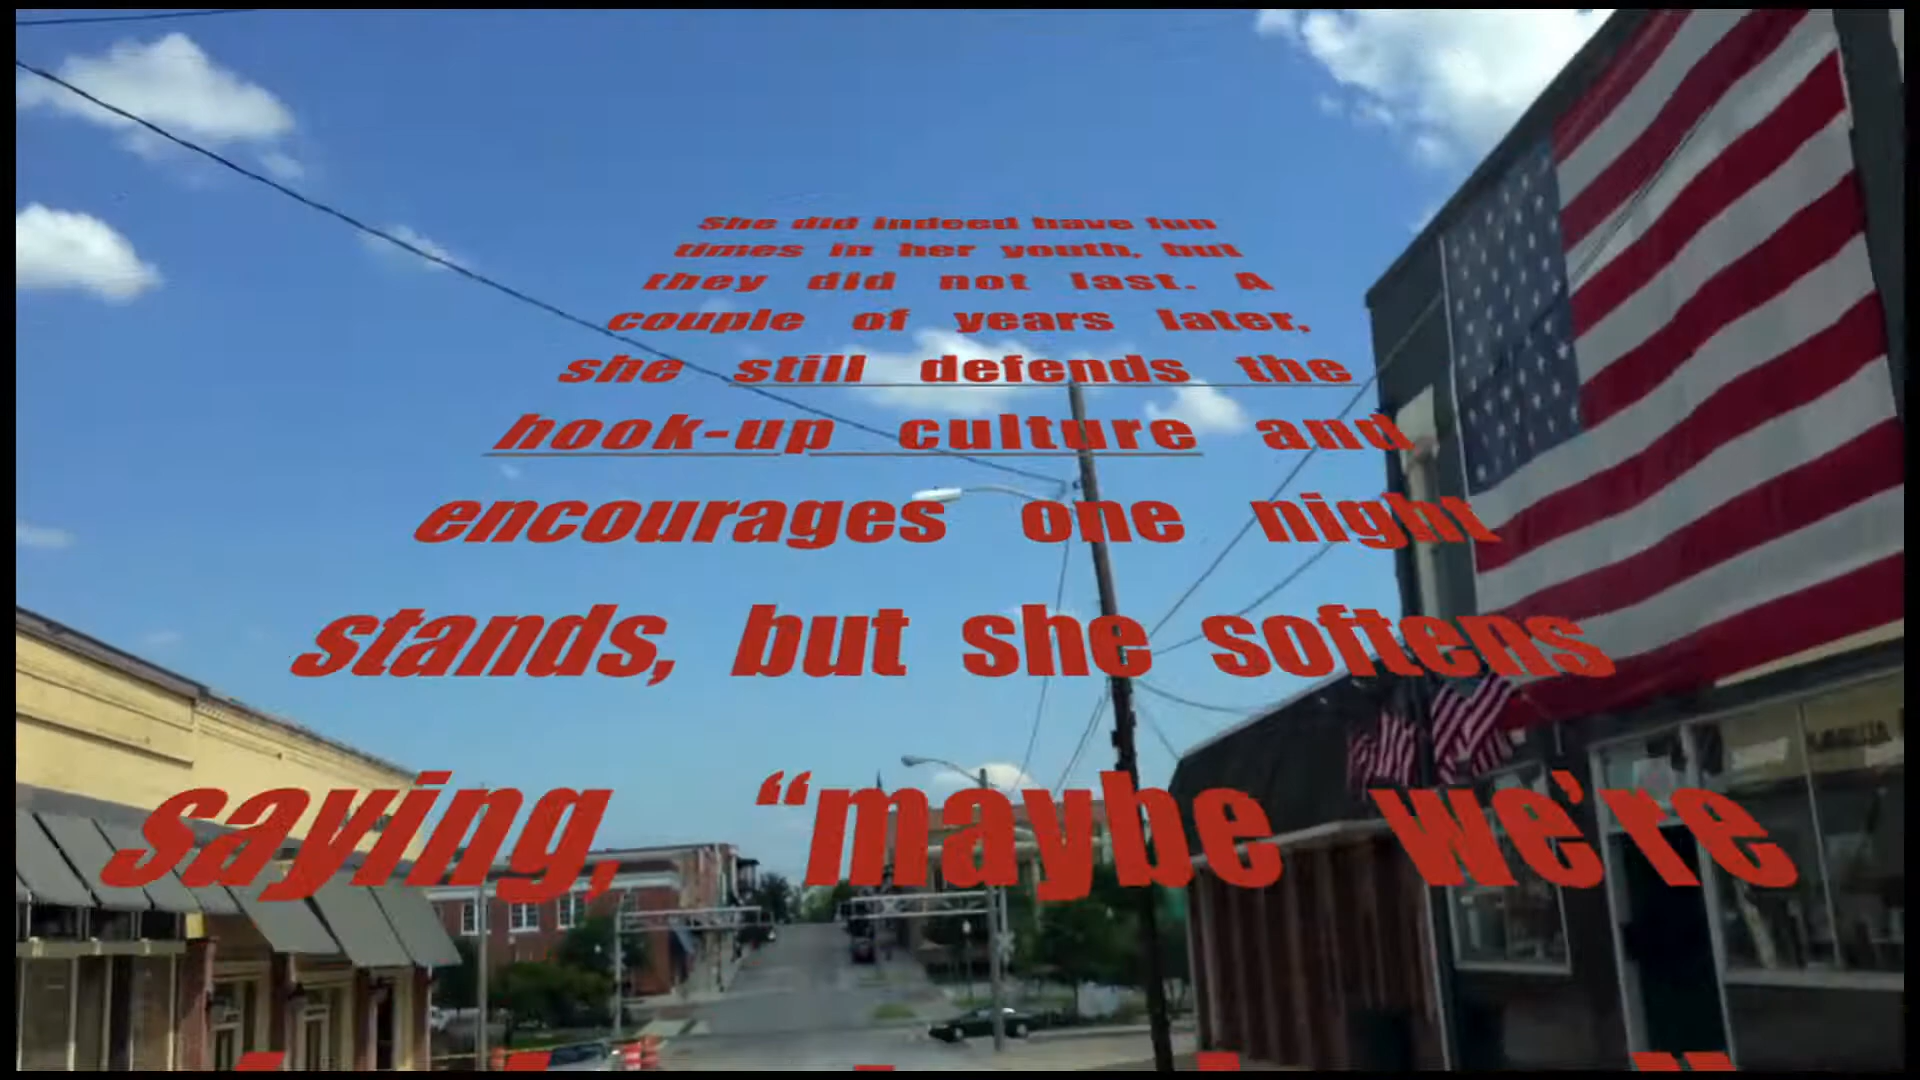 She did indeed have fun
times in her youth, but
they did not last. A
couple of years later,
she still defends the
hook-up culture and
encourages one night
stands, but she softens
saying, “maybe we’re